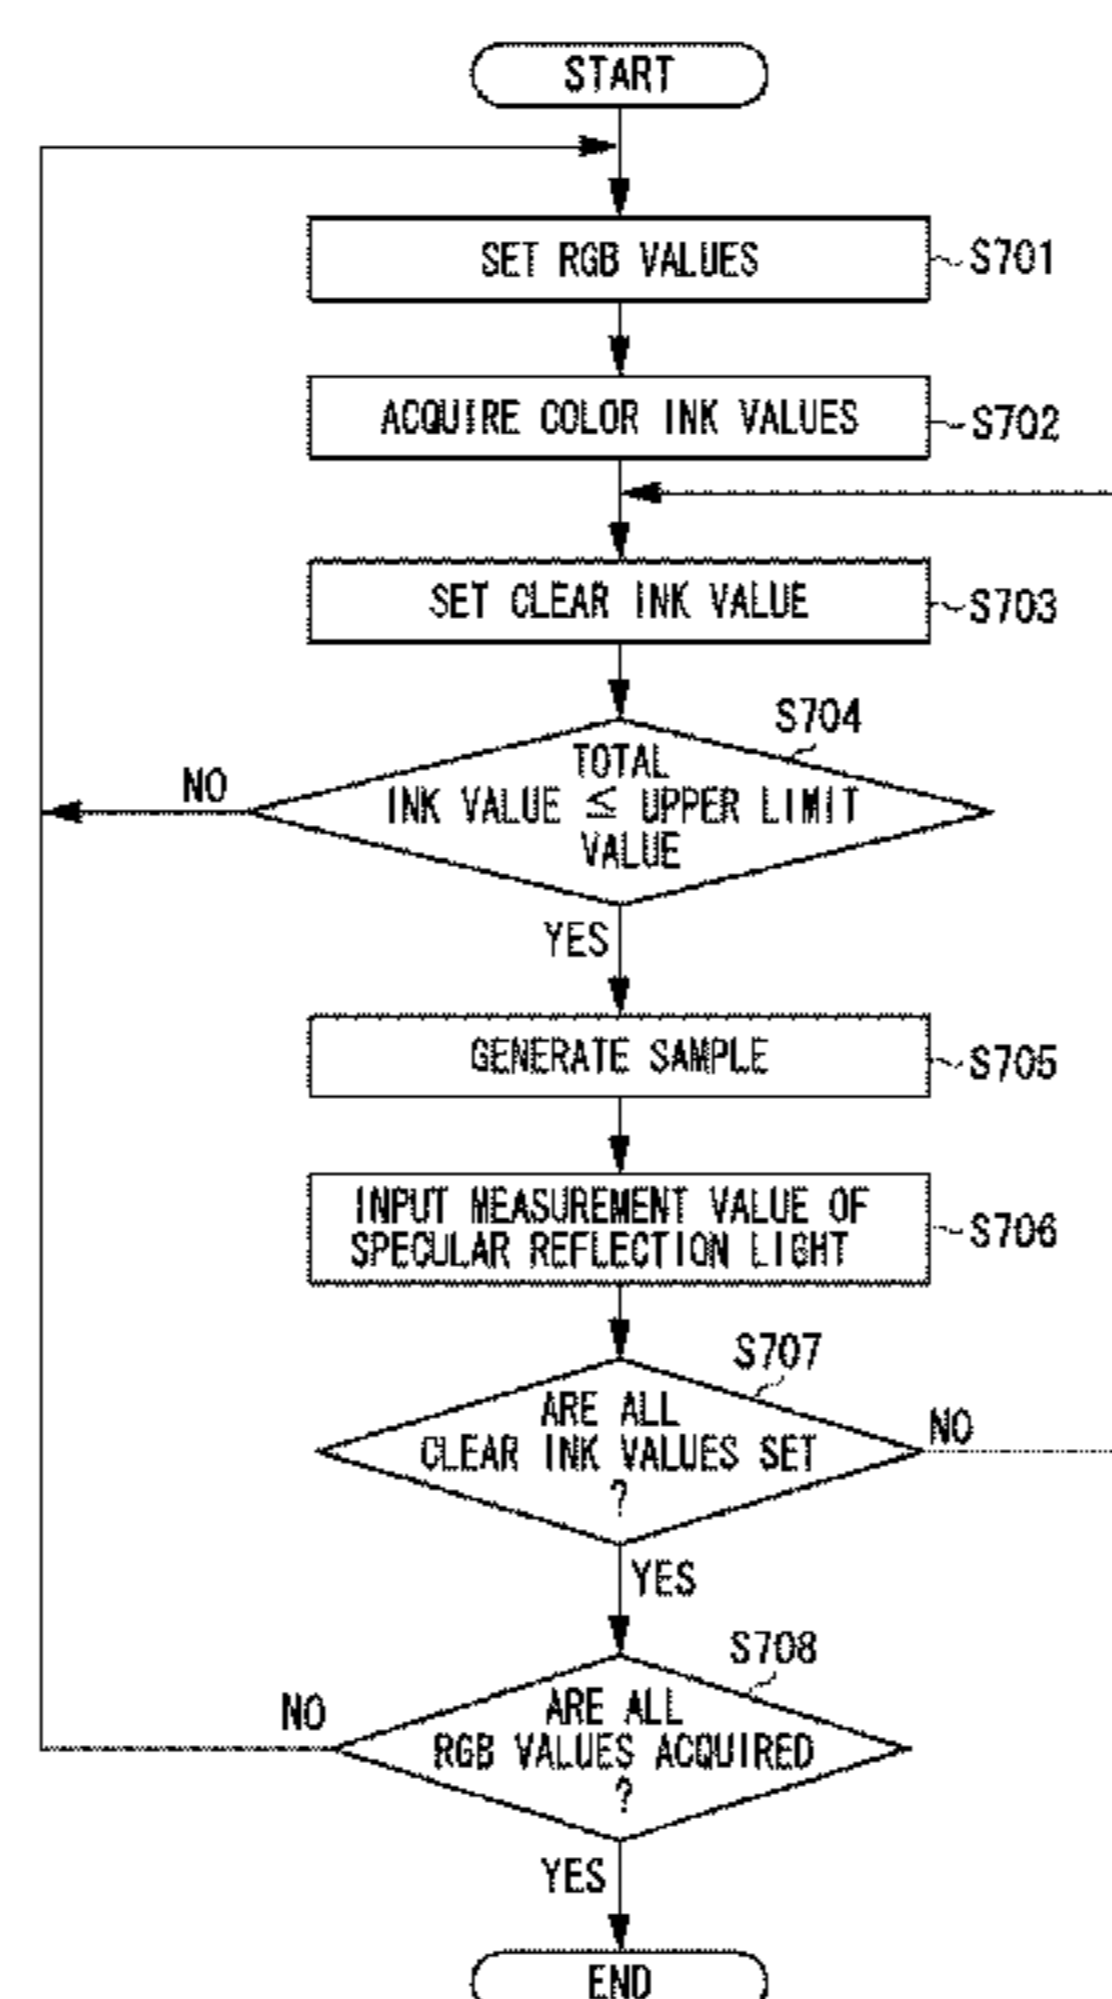 START
SET RGB VALUES
S701
ACQUIRE COLOR INK VALUES
S702
SET CLEAR INK VALUE
S703
S704
TOTAL
INK VALUE ≦ UPPER LIMIT
VALUE
NO
YES
GENERATE SAMPLE
S705
INPUT MEASUREMENT VALUE OF
SPECULAR REFLECTION LIGHT
S706
S707
ARE ALL
CLEAR INK VALUES SET
?
NO
YES
S708
ARE ALL
RGB VALUES ACQUIRED
?
NO
YES
END